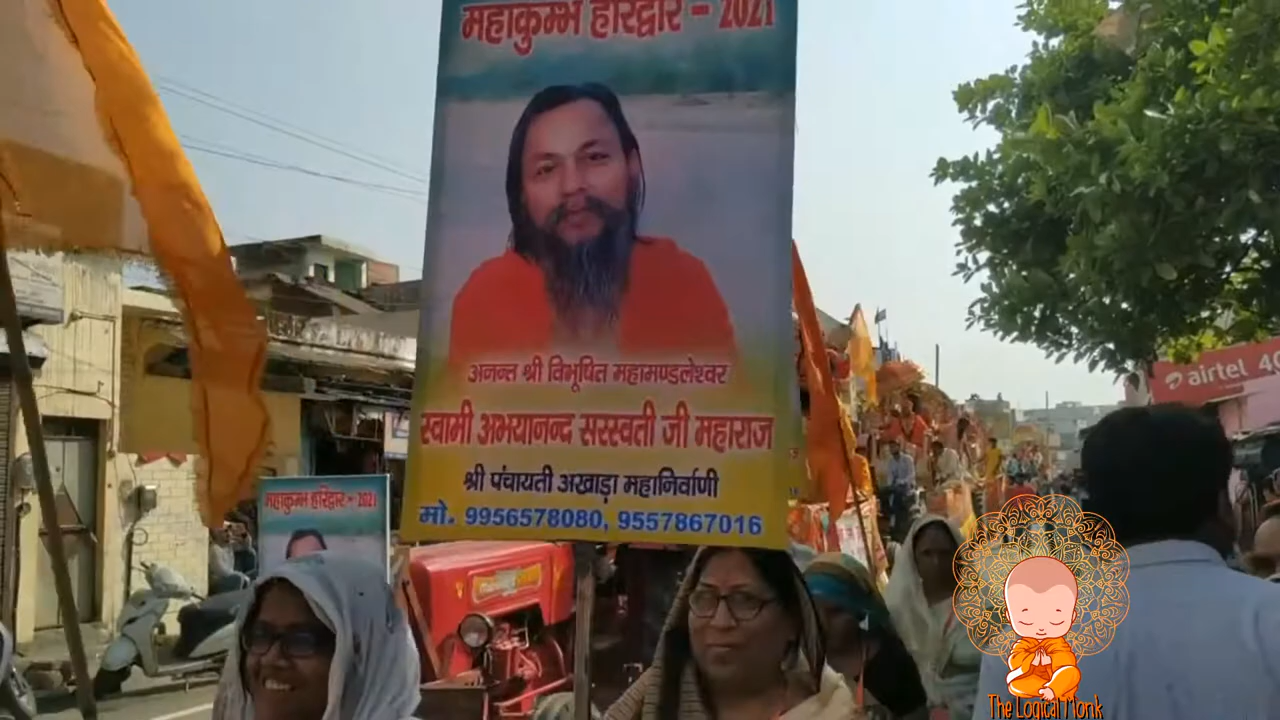 महाकुम्भ हरिद्वार - 2021
अनन्त श्री विभूषित महामण्डलेश्वर
स्वामी अभयानन्द सरस्वती जी महाराज
श्री पंचायती अखाड़ा महानिर्वाणी
मो. 9956578080, 9557867016
महाकुम्भ हरिद्वार - 2021
airtel 4G
The Logical Monk